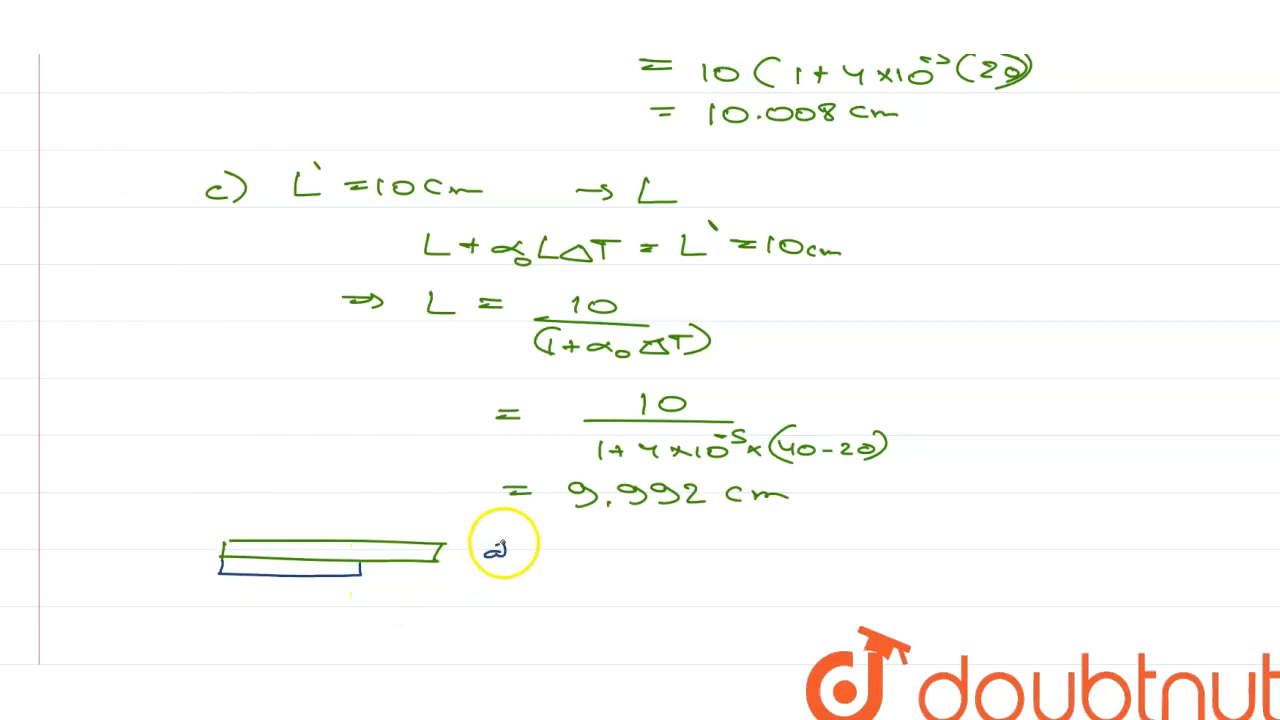 = 10 (1 + 4 × 10⁻⁵ (20))
= 10.008 cm
c) L' = 10 cm → L
L + α₀ L ΔT = L' = 10 cm
⇒ L = 10 / (1 + α₀ ΔT)
= 10 / 1 + 4 × 10⁻⁵ × (40 - 20)
= 9.992 cm
doubtnut